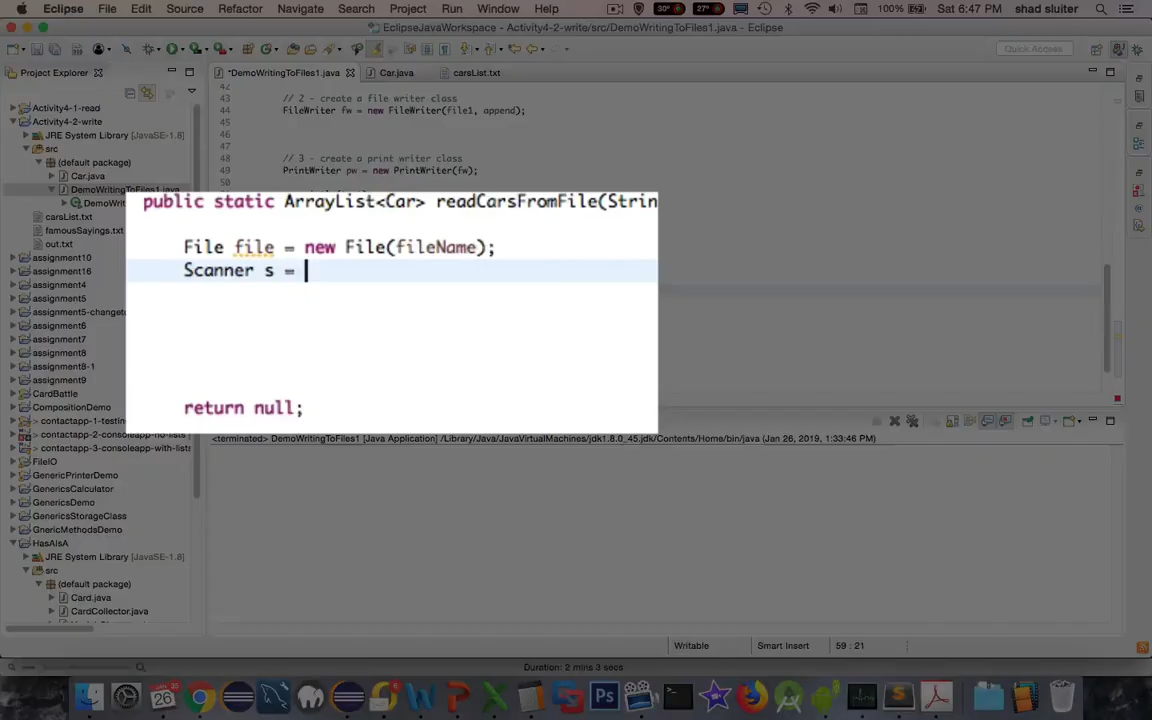 Eclipse File Edit Source Refactor Navigate Search Project Run Window Help 30° 27° 100% Sat 6:47 PM shad sluiter
EclipseJavaWorkspace - Activity4-2-write/src/DemoWritingToFiles1.java - Eclipse
Quick Access
Project Explorer
*DemoWritingToFiles1.java Car.java carsList.txt
Activity4-1-read
Activity4-2-write
JRE System Library [JavaSE-1.8]
src
(default package)
Car.java
DemoWritingToFiles1.java
DemoWrit
carsList.txt
famousSayings.txt
out.txt
assignment10
assignment16
assignment4
assignment5
assignment5-change
assignment6
assignment7
assignment8
assignment8-1
assignment9
CardBattle
CompositionDemo
> contactapp-1-testin
> contactapp-2-consoleapp-no-lists
> contactapp-3-consoleapp-with-lists
FileIO
GenericPrinterDemo
GenericsCalculator
GenericsDemo
GenericsStorageClass
GnericMethodsDemo
HasAIsA
JRE System Library [JavaSE-1.8]
src
(default package)
Card.java
CardCollector.java
42
43 // 2 - create a file writer class
44 FileWriter fw = new FileWriter(file1, append);
45
46
47
48 // 3 - create a print writer class
49 PrintWriter pw = new PrintWriter(fw);
50
public static ArrayList<Car> readCarsFromFile(Strin
File file = new File(fileName);
Scanner s =
return null;
<terminated> DemoWritingToFiles1 [Java Application] /Library/Java/JavaVirtualMachines/jdk1.8.0_45.jdk/Contents/Home/bin/java (Jan 26, 2019, 1:33:46 PM)
Writable Smart Insert 59 : 21
Duration: 2 mins 3 secs